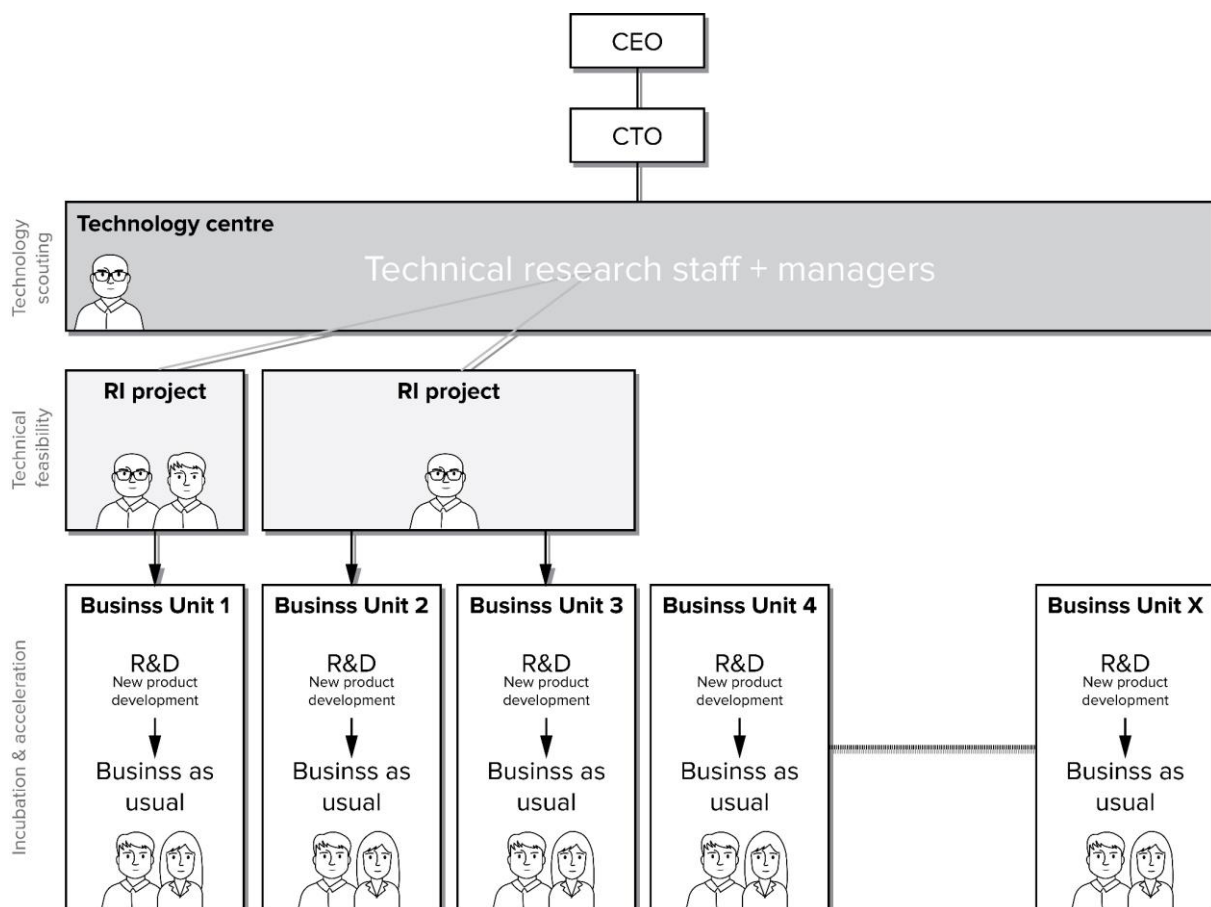 CEO
CTO
Technology
scouting
Technology centre
Technical research staff + managers
Technical
feasibility
RI project
RI project
Incubation & acceleration
Businss Unit 1
R&D
New product
development
Businss as
usual
Businss Unit 2
R&D
New product
development
Businss as
usual
Businss Unit 3
R&D
New product
development
Businss as
usual
Businss Unit 4
R&D
New product
development
Businss as
usual
Businss Unit X
R&D
New product
development
Businss as
usual